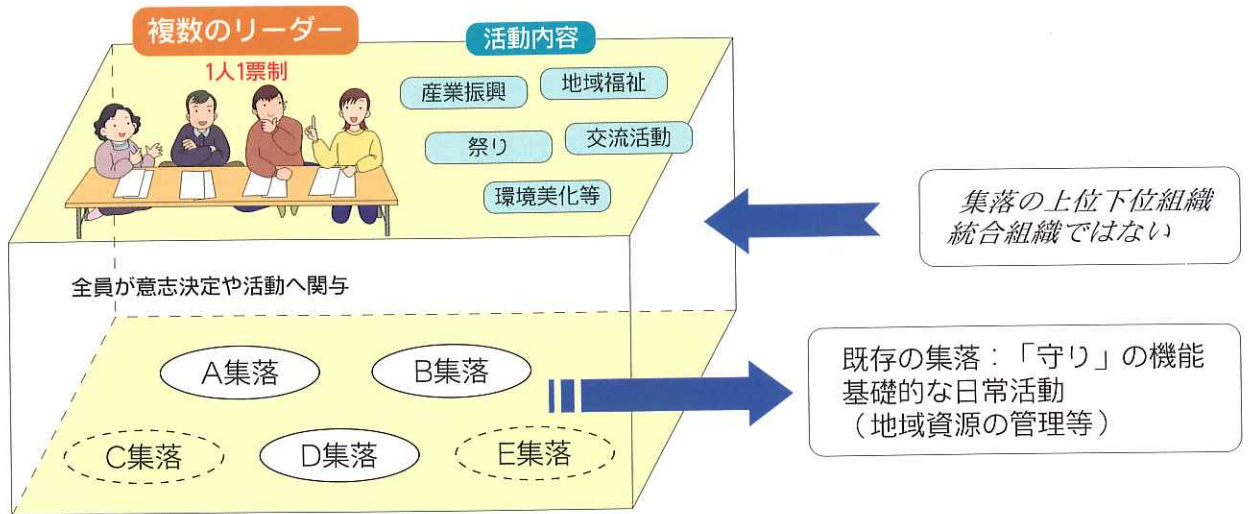 複数のリーダー
1人1票制
活動内容
産業振興
地域福祉
祭り
交流活動
環境美化等
集落の上位下位組織
統合組織ではない
全員が意志決定や活動へ関与
A集落
B集落
C集落
D集落
E集落
既存の集落：「守り」の機能
基礎的な日常活動
（地域資源の管理等）